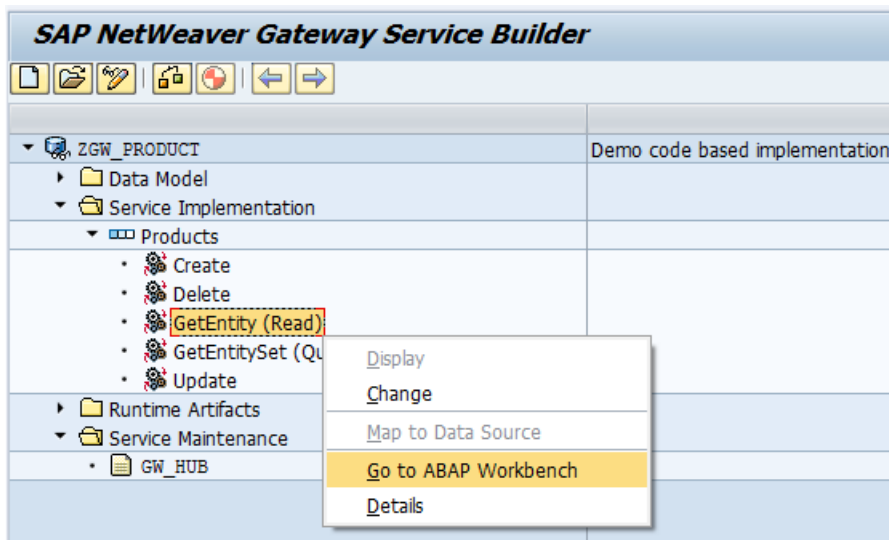 SAP NetWeaver Gateway Service Builder
ZGW_PRODUCT Demo code based implementation
Data Model
Service Implementation
Products
Create
Delete
GetEntity (Read)
GetEntitySet (Qu
Display
Update
Change
Runtime Artifacts
Map to Data Source
Service Maintenance
GW_HUB
Go to ABAP Workbench
Details